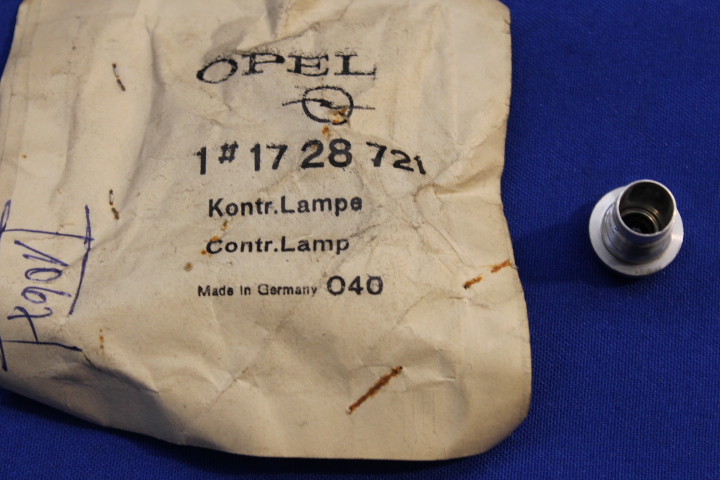 OPEL
1 # 17 28 721
Kontr.Lampe
Contr.Lamp
Made in Germany 040